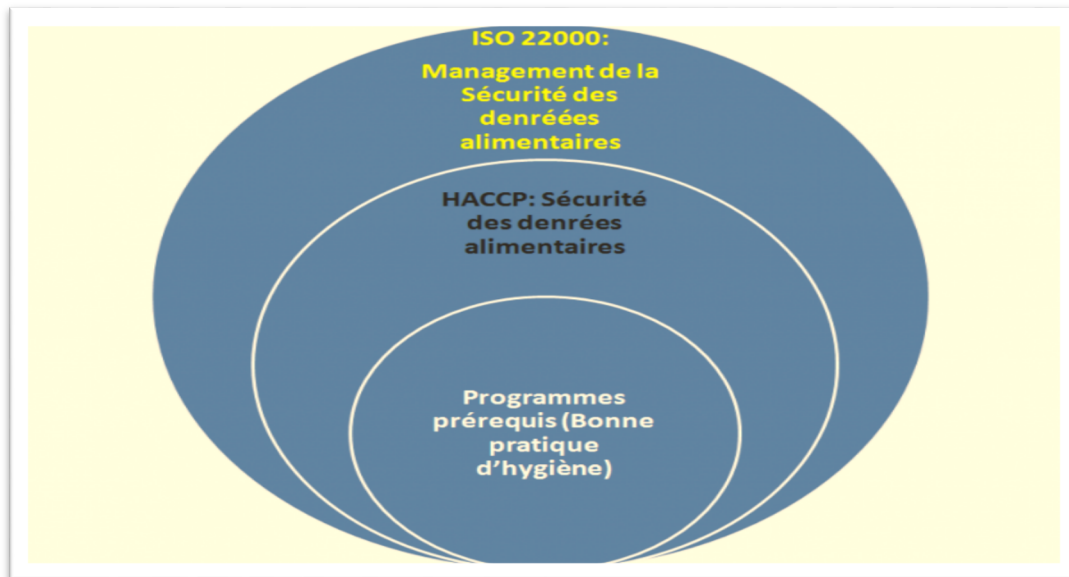 ISO 22000:
Management de la
Sécurité des
denréées
alimentaires
HACCP: Sécurité
des denrées
alimentaires
Programmes
prérequis (Bonne
pratique
d'hygiène)